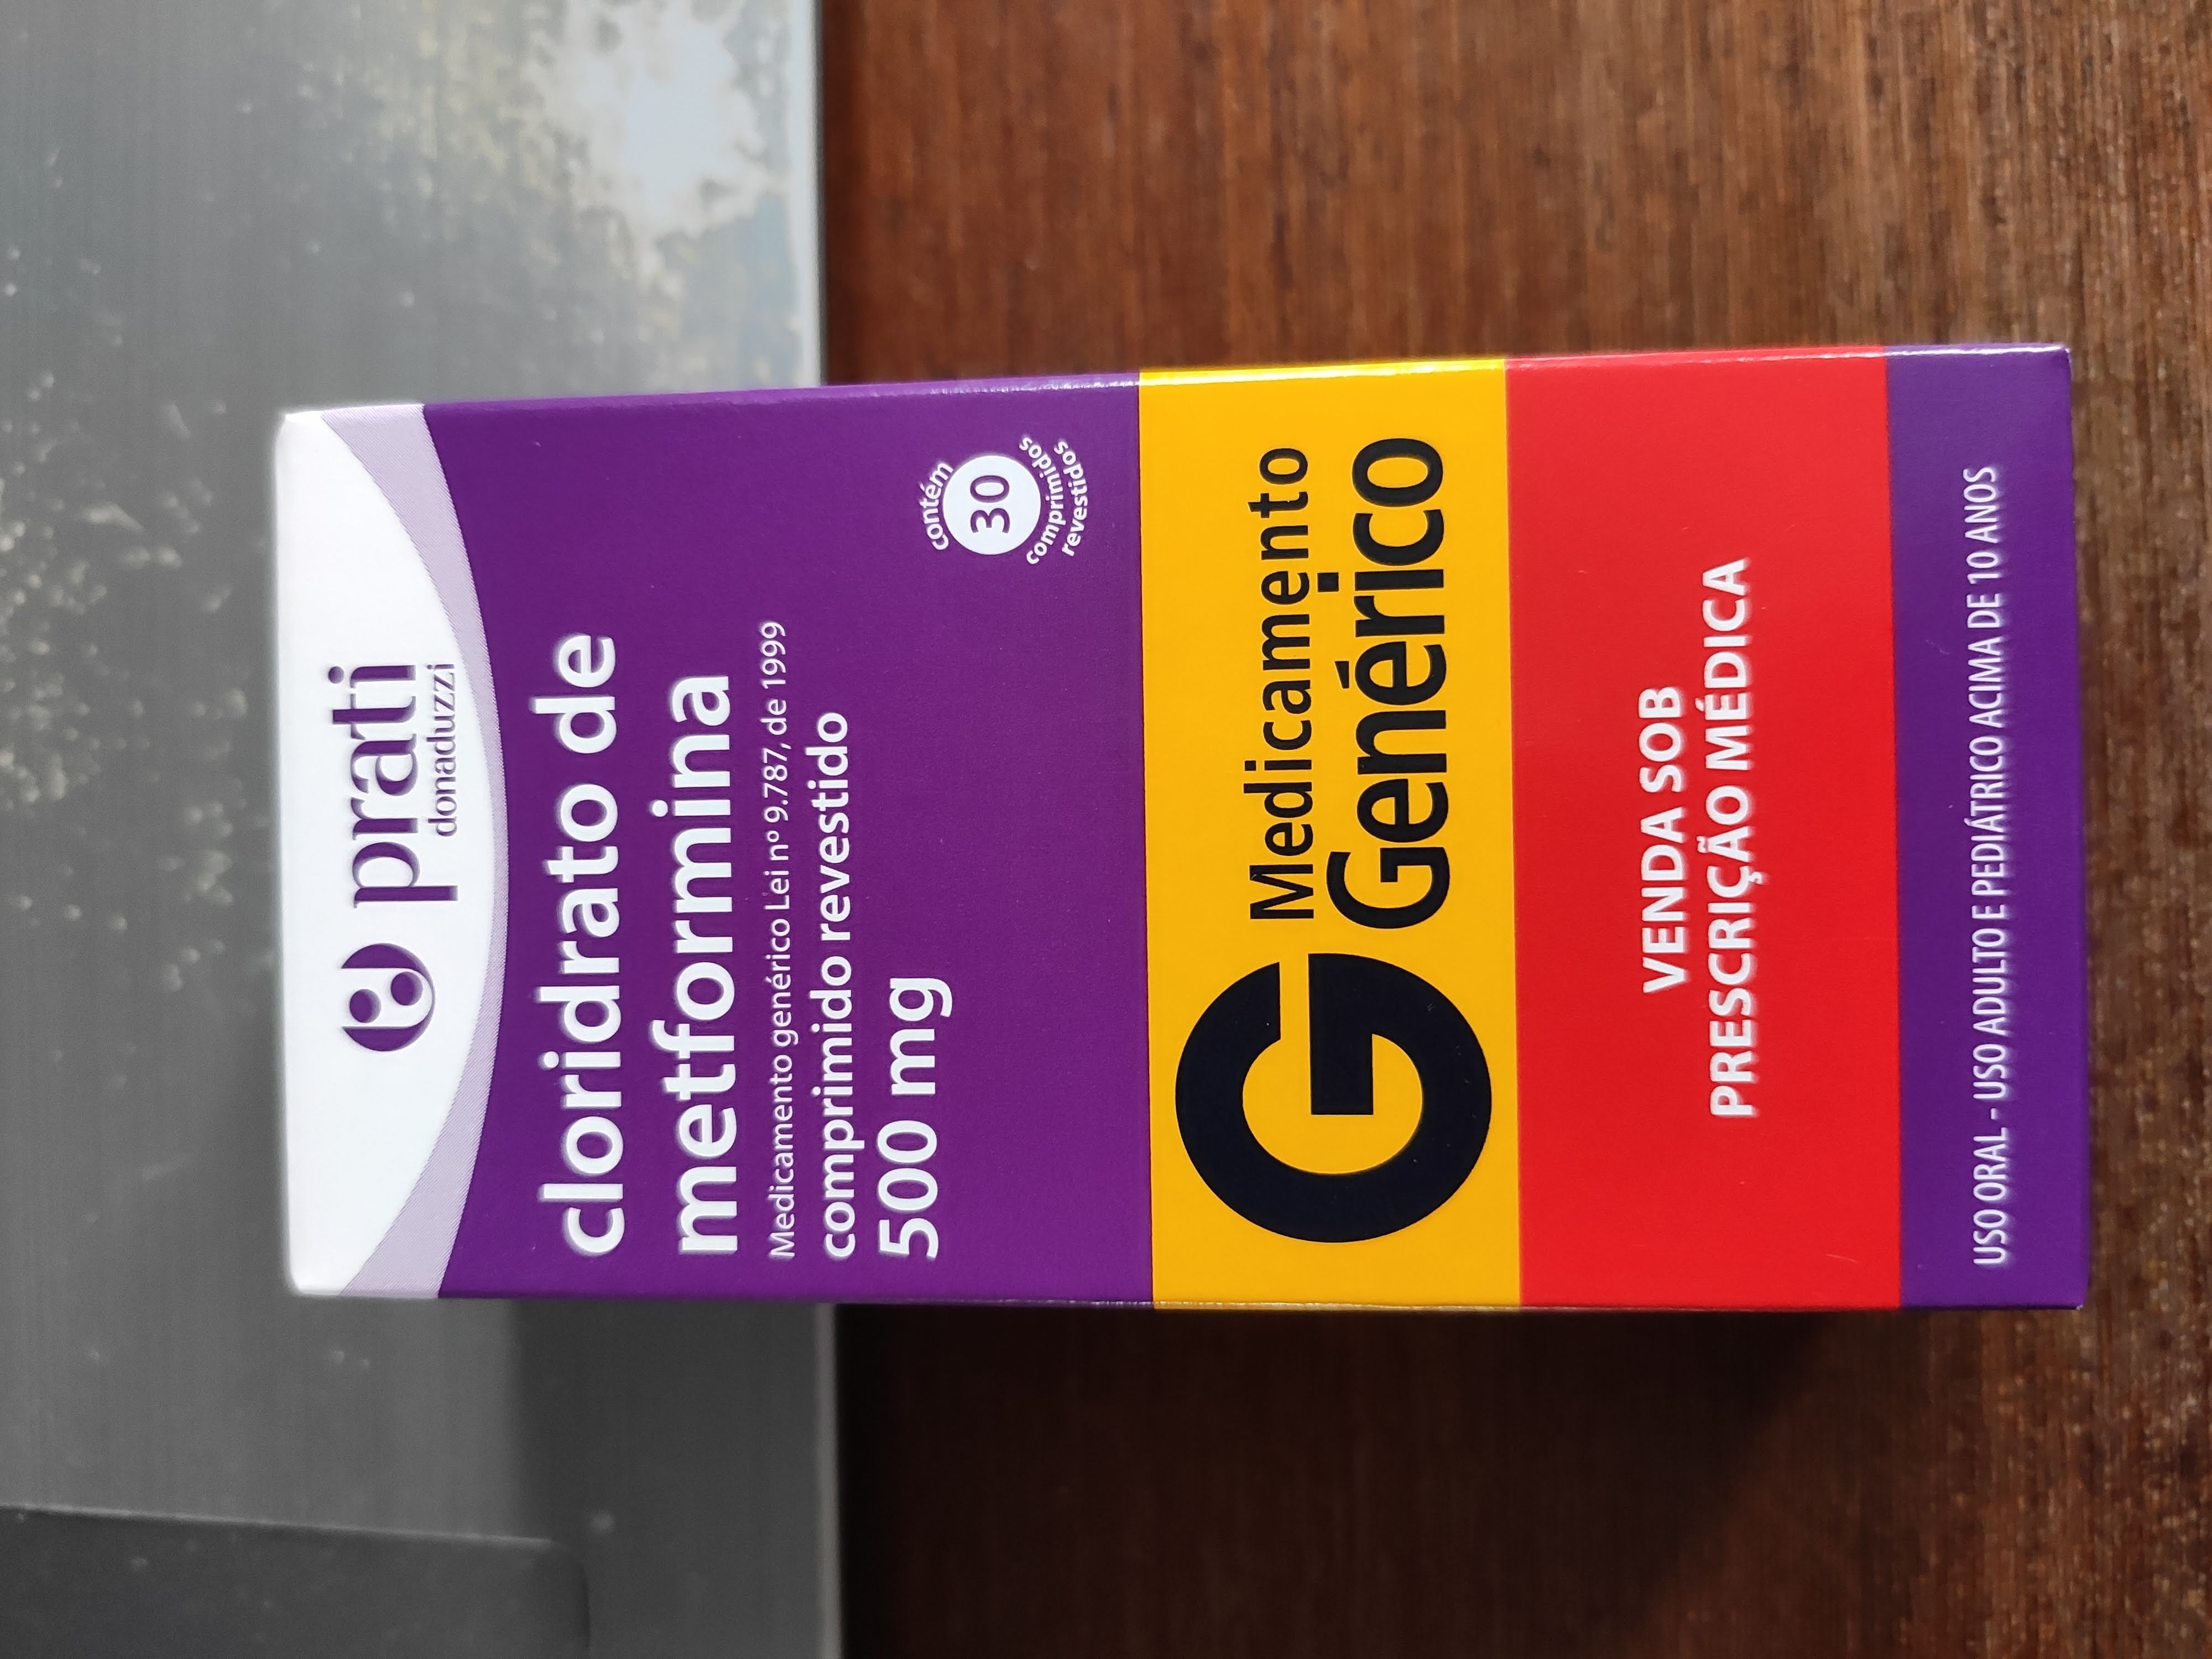 prati
donaduzzi
cloridrato de
metformina
Medicamento genérico Lei nº 9.787, de 1999
comprimido revestido
500 mg
contém
30
comprimidos
revestidos
G
Medicamento
Genérico
VENDA SOB
PRESCRIÇÃO MÉDICA
USO ORAL - USO ADULTO E PEDIÁTRICO ACIMA DE 10 ANOS